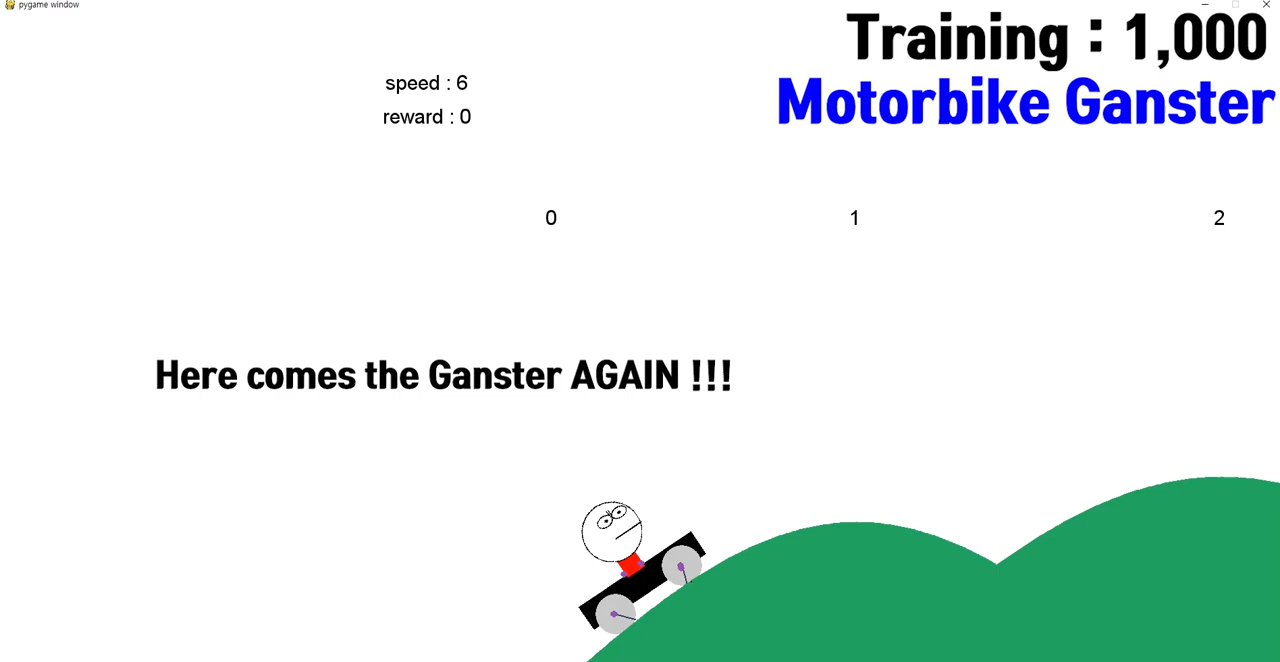 pygame window
Training : 1,000
Motorbike Ganster
speed : 6
reward : 0
0 1 2
Here comes the Ganster AGAIN !!!